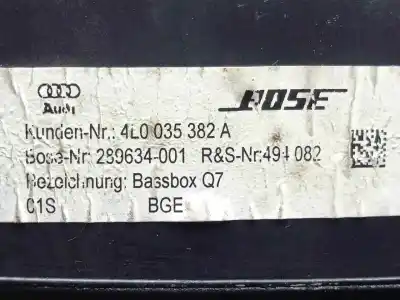 Audi
BOSE
Kunden-Nr.: 4L0 035 382 A
Bose-Nr: 289634-001 R&S-Nr:494 082
Bezeichnung: Bassbox Q7
01S BGE